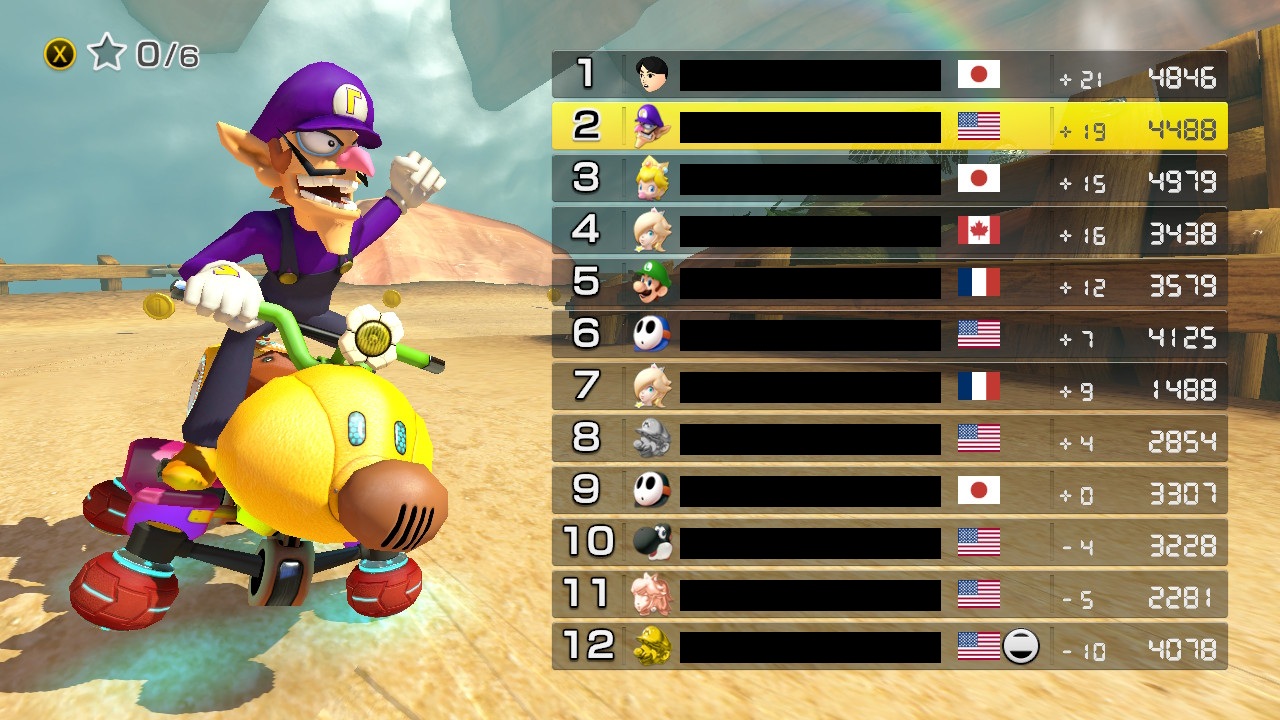 X 0/6
1 + 21 4846
2 + 19 4488
3 + 15 4979
4 + 16 3438
5 + 12 3579
6 + 7 4125
7 + 9 1488
8 + 4 2854
9 + 0 3307
10 - 4 3228
11 - 5 2281
12 - 10 4078